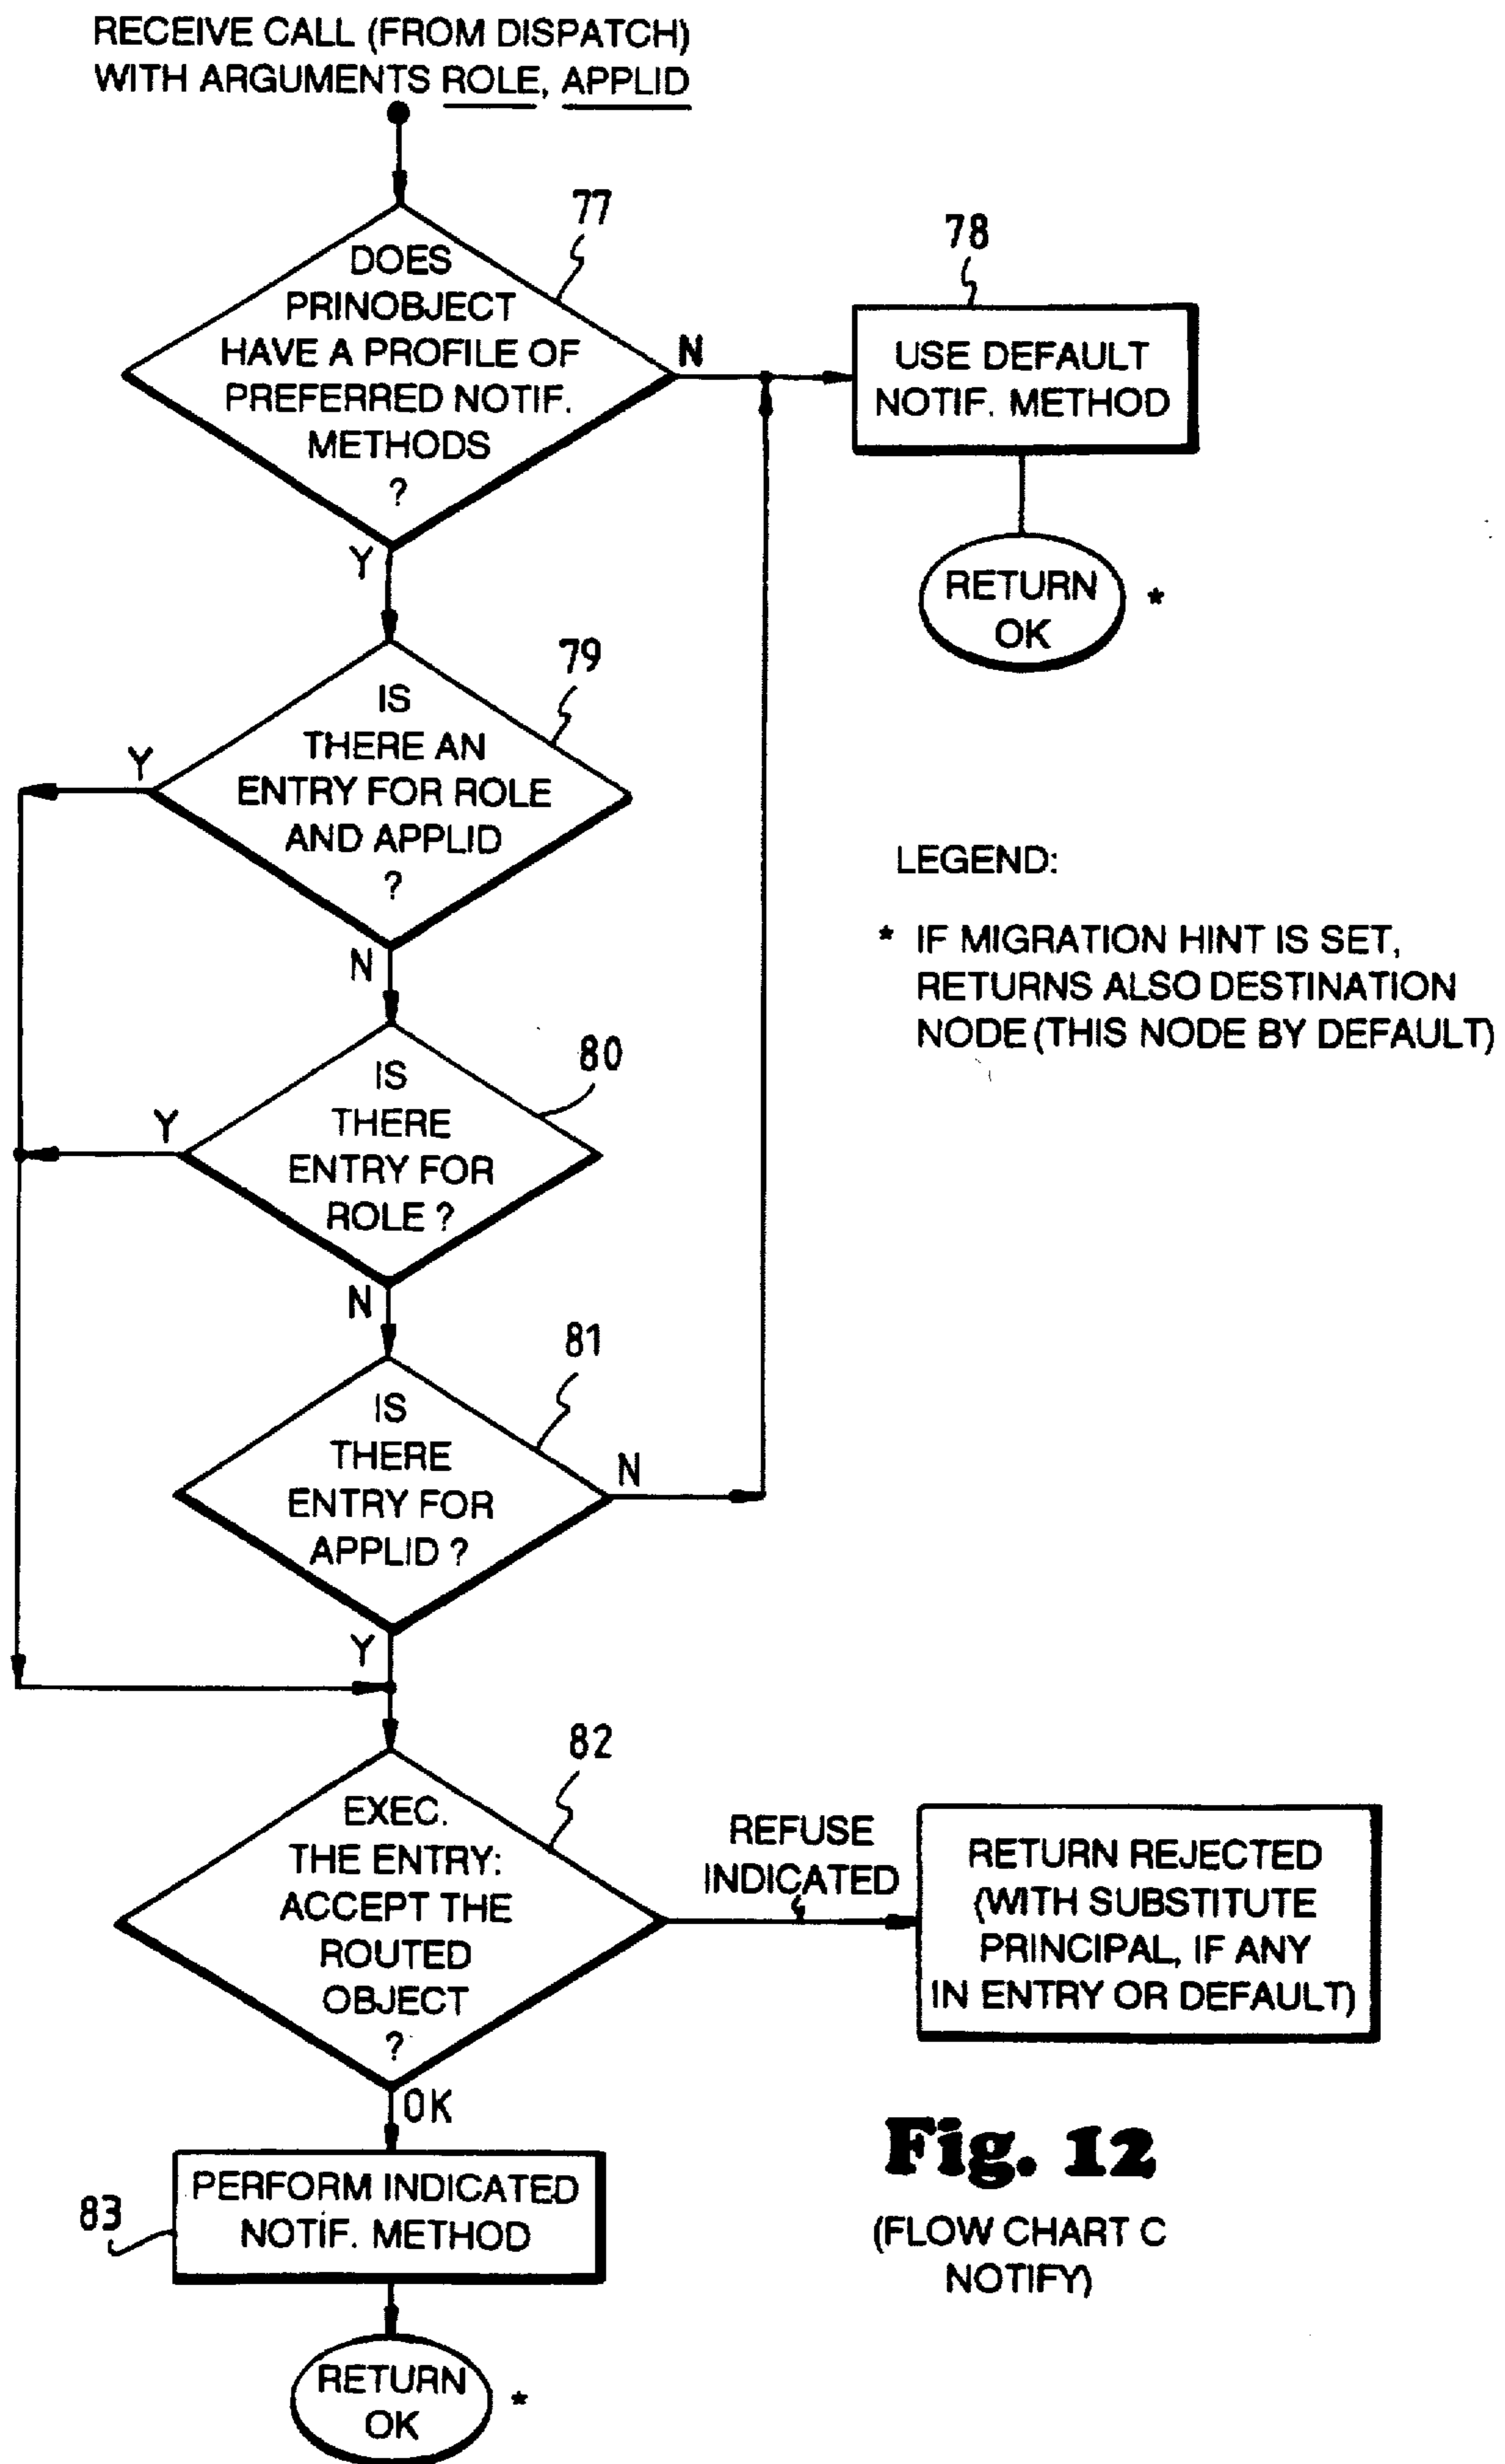 RECEIVE CALL (FROM DISPATCH)
WITH ARGUMENTS ROLE, APPLID
77
DOES
PRINOBJECT
HAVE A PROFILE OF
PREFERRED NOTIF.
METHODS
?
N
Y
78
USE DEFAULT
NOTIF. METHOD
RETURN
OK
*
79
IS
THERE AN
ENTRY FOR ROLE
AND APPLID
?
Y
N
LEGEND:
* IF MIGRATION HINT IS SET,
RETURNS ALSO DESTINATION
NODE (THIS NODE BY DEFAULT)
80
IS
THERE
ENTRY FOR
ROLE ?
Y
N
81
IS
THERE
ENTRY FOR
APPLID ?
N
Y
82
EXEC.
THE ENTRY:
ACCEPT THE
ROUTED
OBJECT
?
REFUSE
INDICATED
RETURN REJECTED
(WITH SUBSTITUTE
PRINCIPAL, IF ANY
IN ENTRY OR DEFAULT)
OK
83
PERFORM INDICATED
NOTIF. METHOD
RETURN
OK
*
Fig. 12
(FLOW CHART C
NOTIFY)